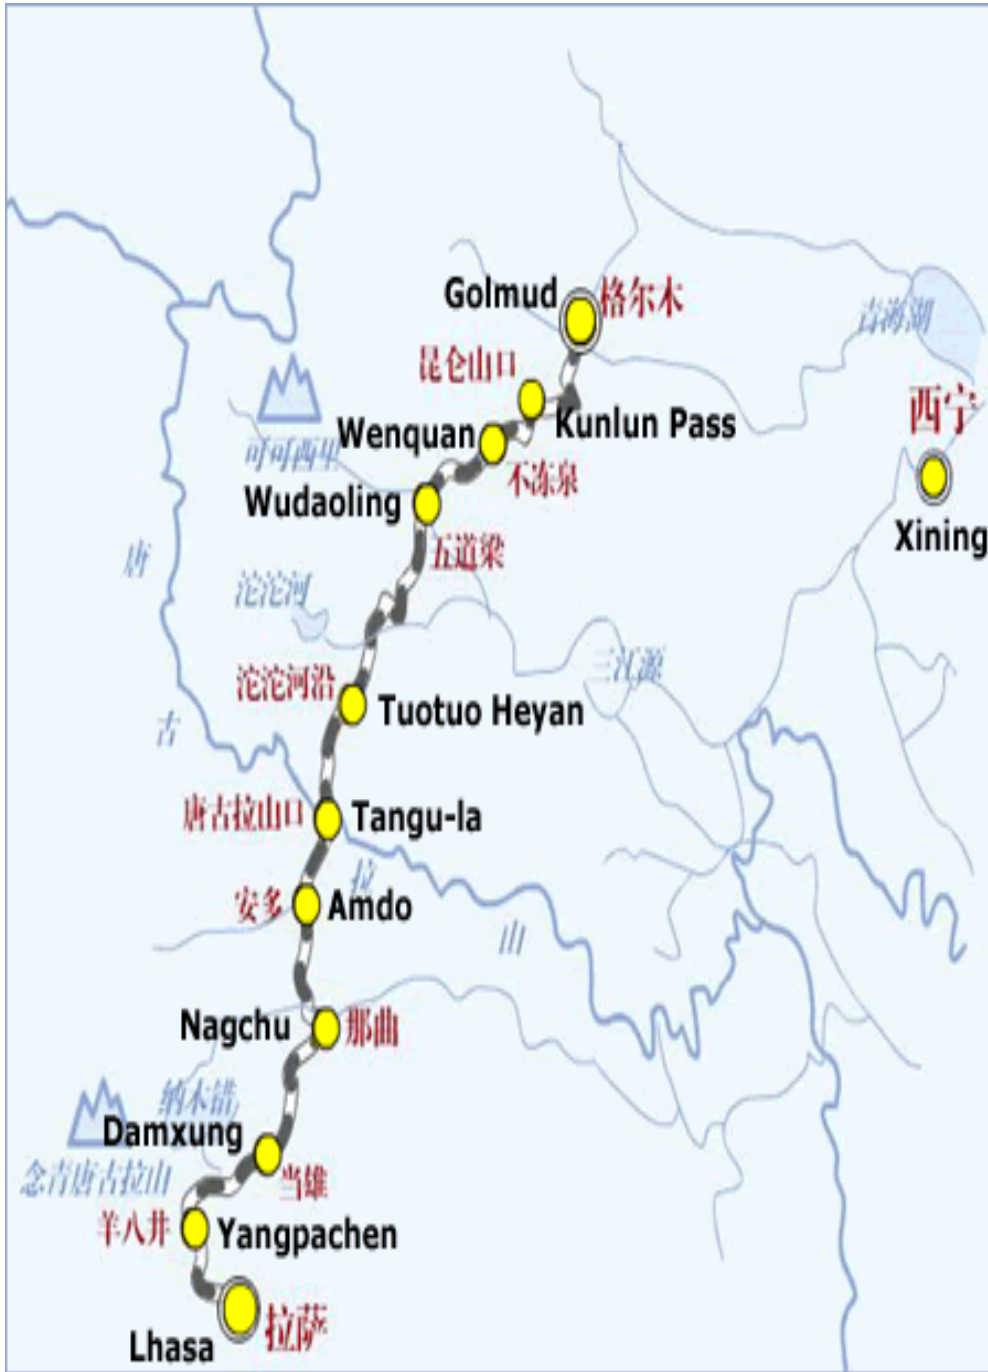 Golmud
格尔木
青海湖
昆仑山口
Kunlun Pass
西宁
Xining
Wenquan
不冻泉
可可西里
Wudaoling
五道梁
唐
沱沱河
三江源
沱沱河沿
Tuotuo Heyan
古
唐古拉山口
Tangu-la
拉
安多
Amdo
山
Nagchu
那曲
纳木错
Damxung
当雄
念青唐古拉山
羊八井
Yangpachen
Lhasa
拉萨